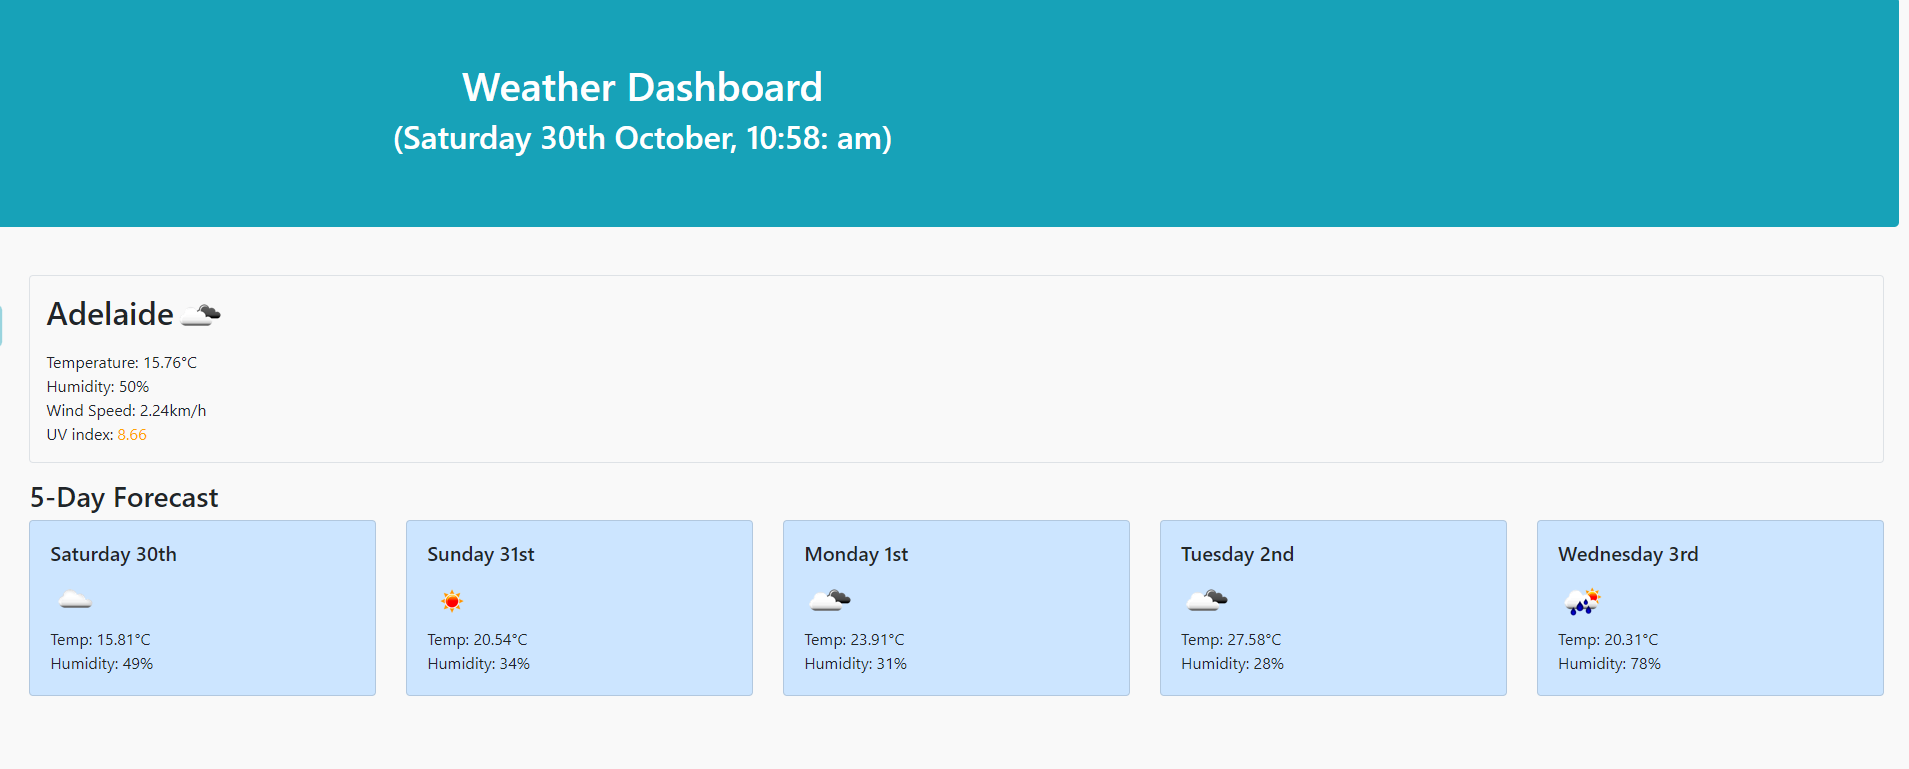 Weather Dashboard
(Saturday 30th October, 10:58: am)
Adelaide
Temperature: 15.76°C
Humidity: 50%
Wind Speed: 2.24km/h
UV index: 8.66
5-Day Forecast
Saturday 30th
Temp: 15.81°C
Humidity: 49%
Sunday 31st
Temp: 20.54°C
Humidity: 34%
Monday 1st
Temp: 23.91°C
Humidity: 31%
Tuesday 2nd
Temp: 27.58°C
Humidity: 28%
Wednesday 3rd
Temp: 20.31°C
Humidity: 78%